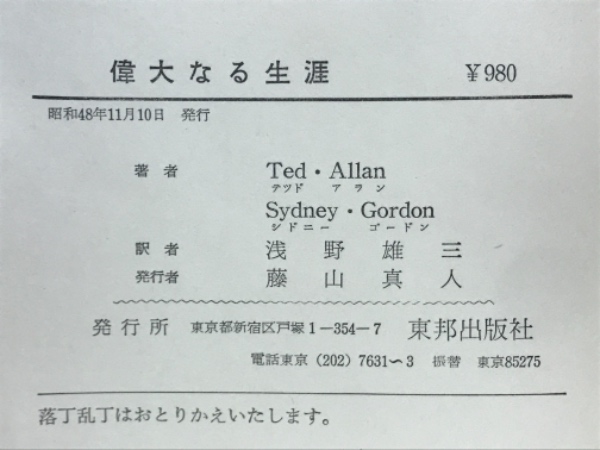 偉大なる生涯 ¥980
昭和48年11月10日 発行
著者 Ted・Allan
テッド アラン
Sydney・Gordon
シドニー ゴードン
訳者 浅野雄三
発行者 藤山真人
発行所 東京都新宿区戸塚1-354-7 東邦出版社
電話東京(202)7631〜3 振替 東京85275
落丁乱丁はおとりかえいたします。